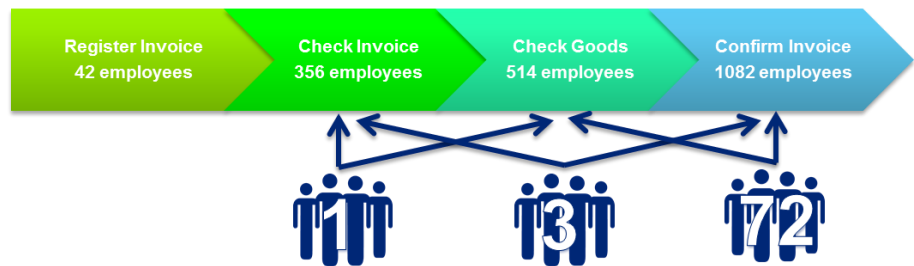 Register Invoice
42 employees
Check Invoice
356 employees
Check Goods
514 employees
Confirm Invoice
1082 employees
1
3
72